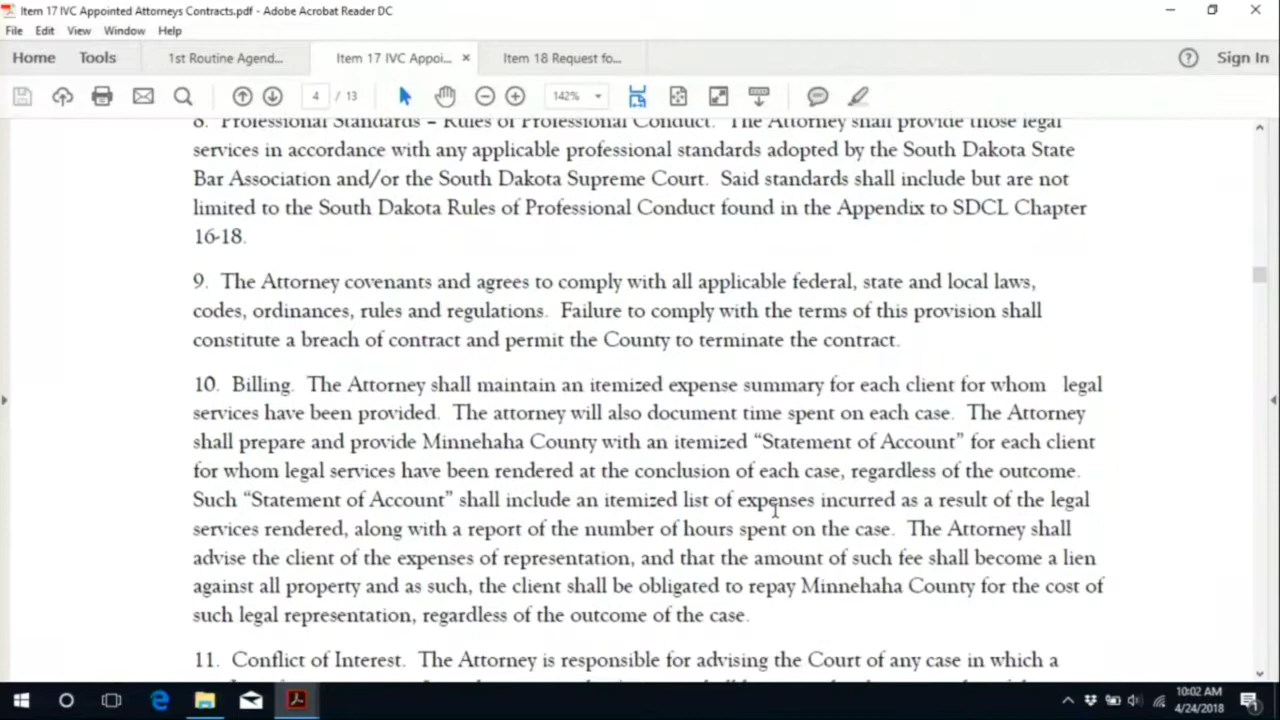 Item 17 IVC Appointed Attorneys Contracts.pdf - Adobe Acrobat Reader DC
File Edit View Window Help
Home Tools 1st Routine Agend... Item 17 IVC Appoi... × Item 18 Request fo... Sign In
4 / 13 142%
8. Professional Standards – Rules of Professional Conduct. The Attorney shall provide those legal
services in accordance with any applicable professional standards adopted by the South Dakota State
Bar Association and/or the South Dakota Supreme Court. Said standards shall include but are not
limited to the South Dakota Rules of Professional Conduct found in the Appendix to SDCL Chapter
16-18.
9. The Attorney covenants and agrees to comply with all applicable federal, state and local laws,
codes, ordinances, rules and regulations. Failure to comply with the terms of this provision shall
constitute a breach of contract and permit the County to terminate the contract.
10. Billing. The Attorney shall maintain an itemized expense summary for each client for whom legal
services have been provided. The attorney will also document time spent on each case. The Attorney
shall prepare and provide Minnehaha County with an itemized “Statement of Account” for each client
for whom legal services have been rendered at the conclusion of each case, regardless of the outcome.
Such “Statement of Account” shall include an itemized list of expenses incurred as a result of the legal
services rendered, along with a report of the number of hours spent on the case. The Attorney shall
advise the client of the expenses of representation, and that the amount of such fee shall become a lien
against all property and as such, the client shall be obligated to repay Minnehaha County for the cost of
such legal representation, regardless of the outcome of the case.
11. Conflict of Interest. The Attorney is responsible for advising the Court of any case in which a
10:02 AM
4/24/2018